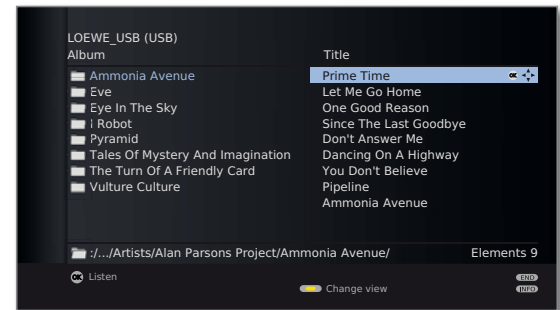 LOEWE_USB (USB)
Album Title
Ammonia Avenue Prime Time OK
Eve Let Me Go Home
Eye In The Sky One Good Reason
I Robot Since The Last Goodbye
Pyramid Don't Answer Me
Tales Of Mystery And Imagination Dancing On A Highway
The Turn Of A Friendly Card You Don't Believe
Vulture Culture Pipeline
Ammonia Avenue
:/.../Artists/Alan Parsons Project/Ammonia Avenue/ Elements 9
OK Listen END
Change view INFO